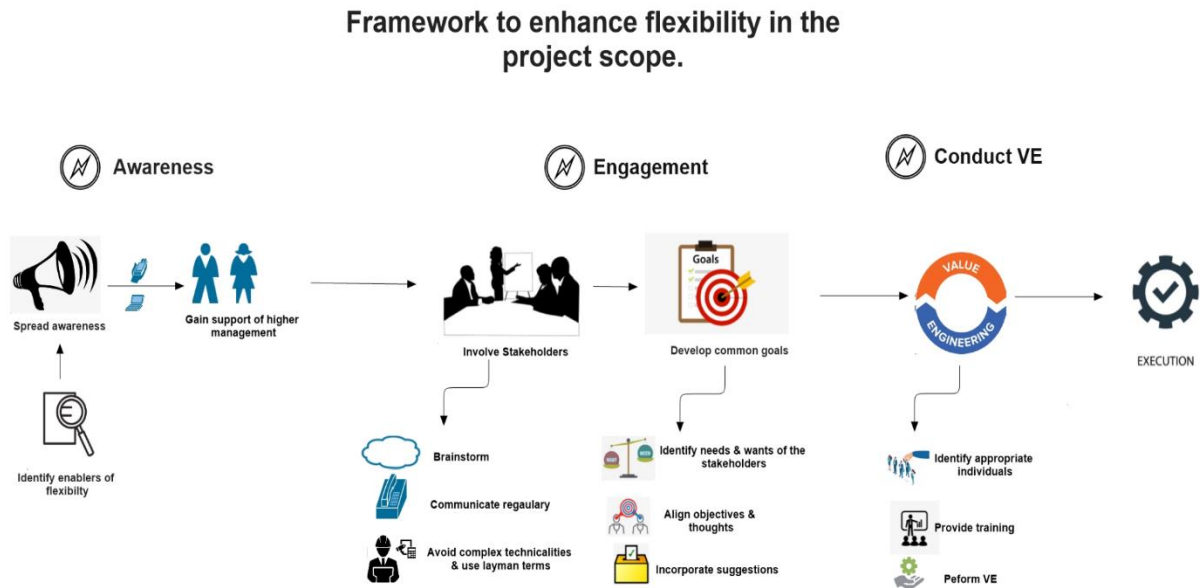 Framework to enhance flexibility in the
project scope.
Awareness
Engagement
Conduct VE
Spread awareness
Gain support of higher
management
Identify enablers of
flexibilty
Involve Stakeholders
Goals
Develop common goals
VALUE
ENGINEERING
EXECUTION
Brainstorm
Communicate regaulary
Avoid complex technicalities
& use layman terms
WANT
NEED
Identify needs & wants of the
stakeholders
Align objectives &
thoughts
Incorporate suggestions
Identify appropriate
individuals
Provide training
Peform VE